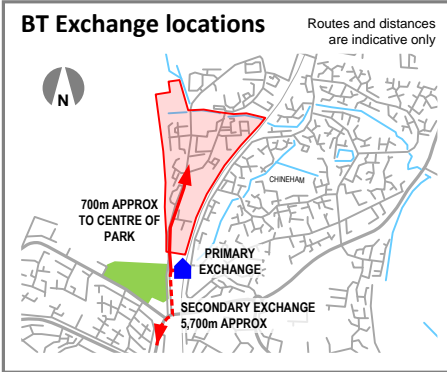 BT Exchange locations
Routes and distances
are indicative only
N
CHINEHAM
700m APPROX
TO CENTRE OF
PARK
PRIMARY
EXCHANGE
SECONDARY EXCHANGE
5,700m APPROX